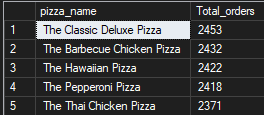 pizza_name Total_orders
1 The Classic Deluxe Pizza 2453
2 The Barbecue Chicken Pizza 2432
3 The Hawaiian Pizza 2422
4 The Pepperoni Pizza 2418
5 The Thai Chicken Pizza 2371